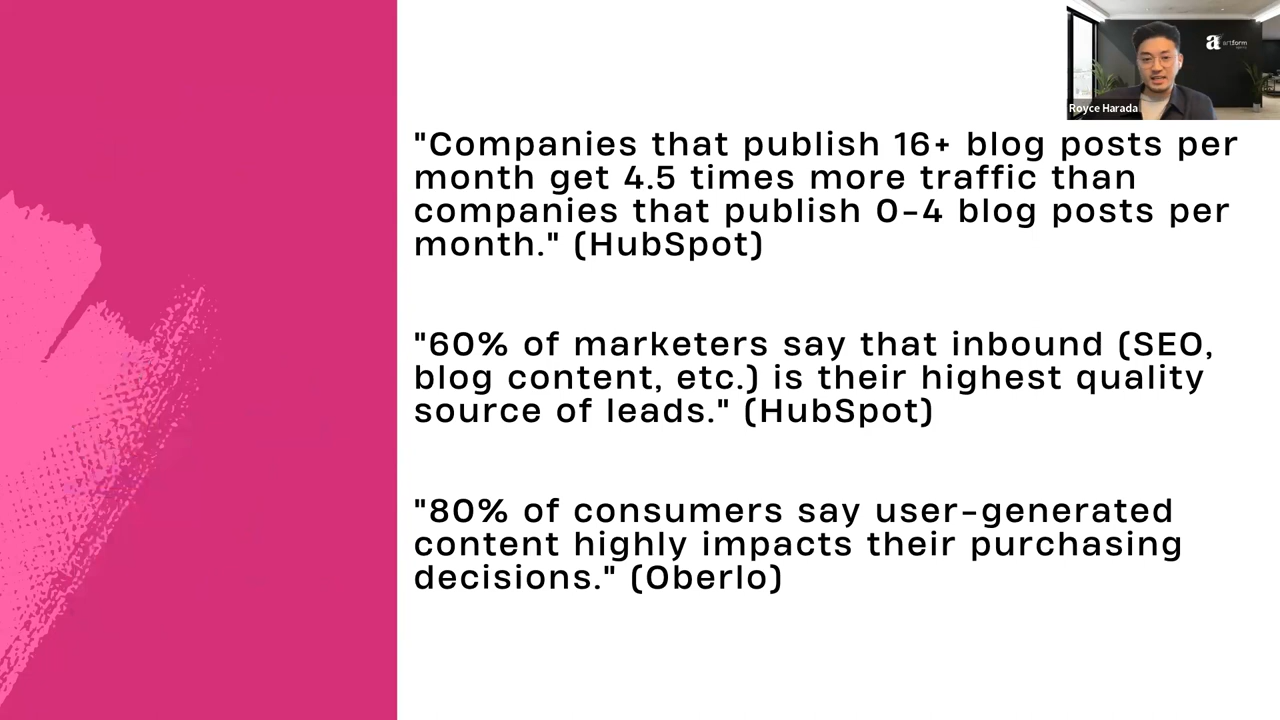 a artform
Royce Harada
"Companies that publish 16+ blog posts per
month get 4.5 times more traffic than
companies that publish 0-4 blog posts per
month." (HubSpot)
"60% of marketers say that inbound (SEO,
blog content, etc.) is their highest quality
source of leads." (HubSpot)
"80% of consumers say user-generated
content highly impacts their purchasing
decisions." (Oberlo)